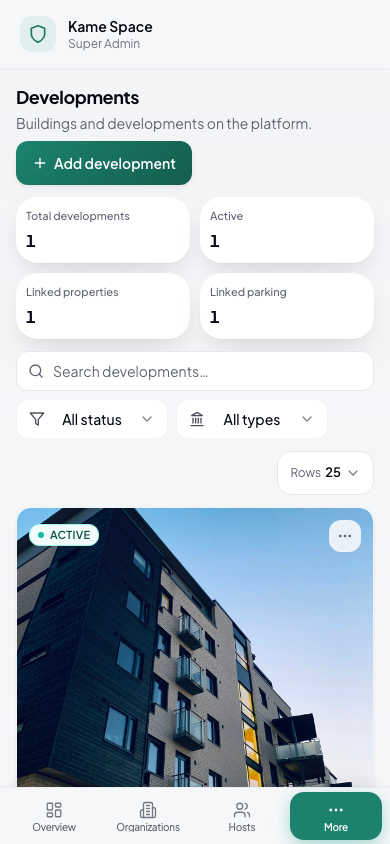 Kame Space
Super Admin
Developments
Buildings and developments on the platform.
Add development
Total developments
1
Active
1
Linked properties
1
Linked parking
1
Search developments…
All status
All types
Rows 25
ACTIVE
Overview
Organizations
Hosts
More